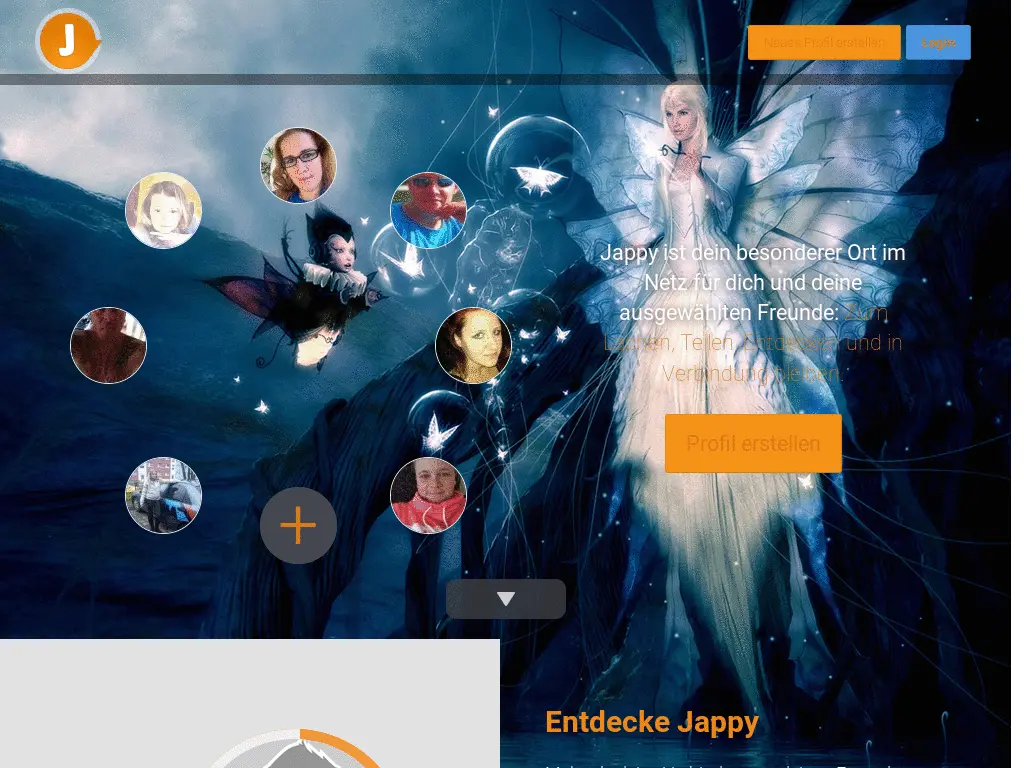 J
Neues Profil erstellen
Login
Jappy ist dein besonderer Ort im
Netz für dich und deine
ausgewählten Freunde: Zum
Lachen, Teilen, Entdecken und in
Verbindung bleiben.
Profil erstellen
Entdecke Jappy